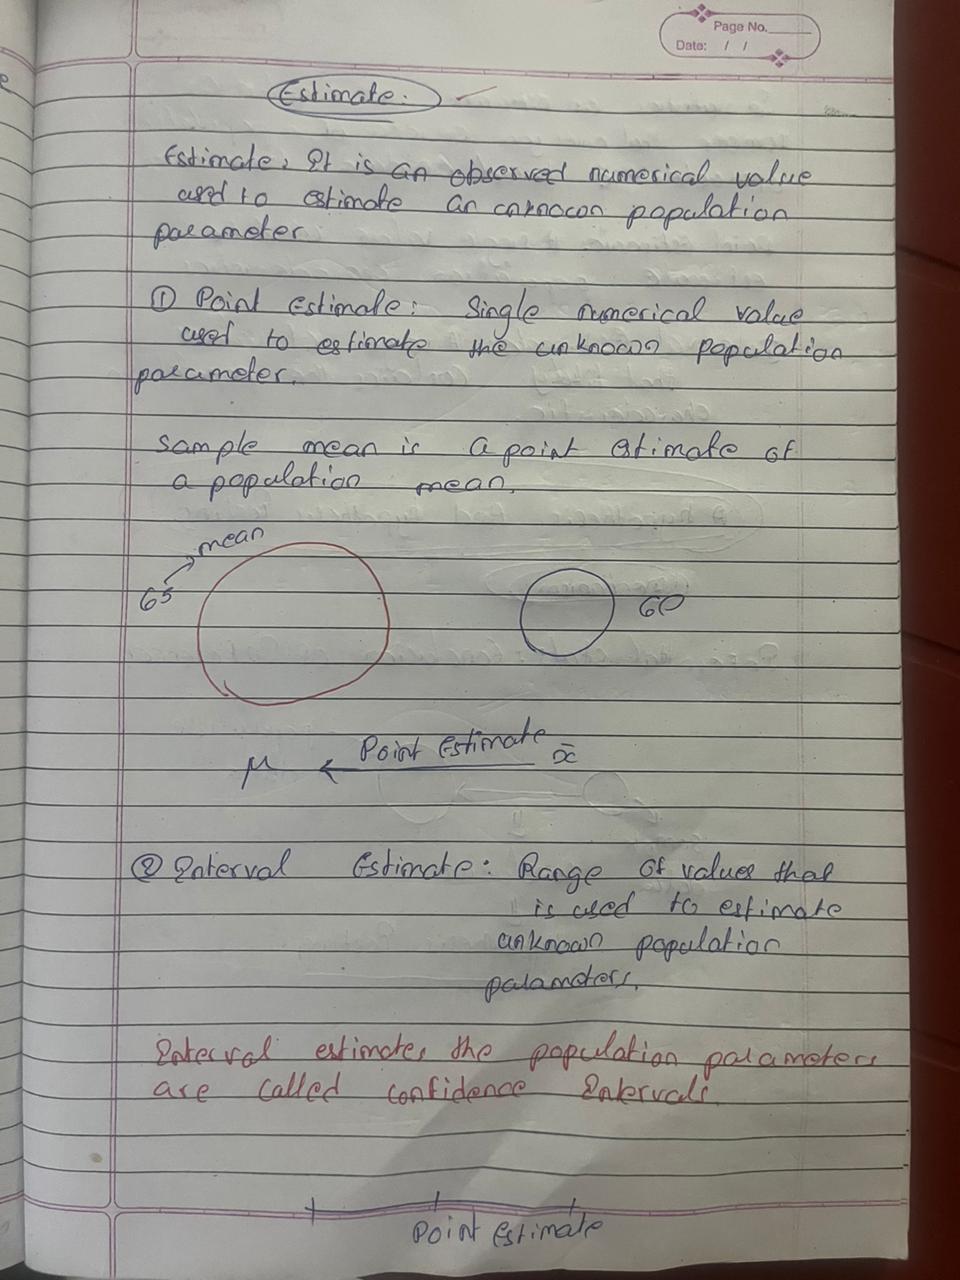 Page No.
Date: / /
Estimate.
Estimate: It is an observed numerical value
used to estimate an unknown population
parameter
① Point Estimate: Single numerical value
used to estimate the unknown population
parameter.
Sample mean is a point estimate of
a population mean.
mean
65
60
Point Estimate
μ ← x̄
② Interval Estimate: Range of values that
is used to estimate
unknown population
parameters.
Interval estimates the population parameters
are called confidence Intervals.
Point Estimate